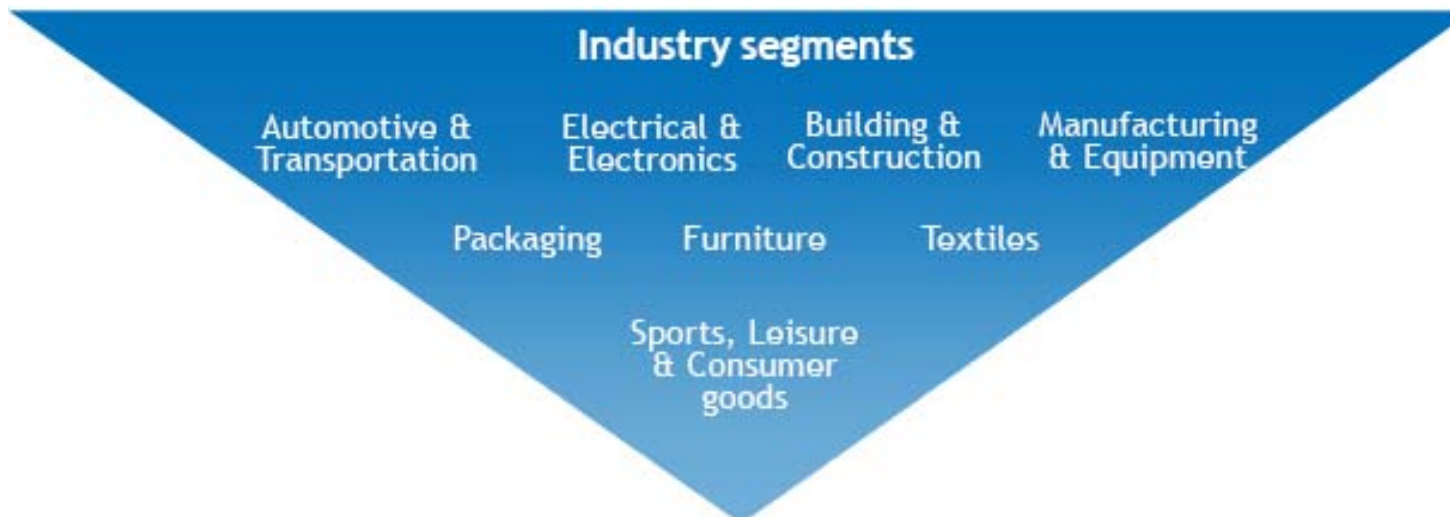 Industry segments
Automotive &
Transportation
Electrical &
Electronics
Building &
Construction
Manufacturing
& Equipment
Packaging
Furniture
Textiles
Sports, Leisure
& Consumer
goods